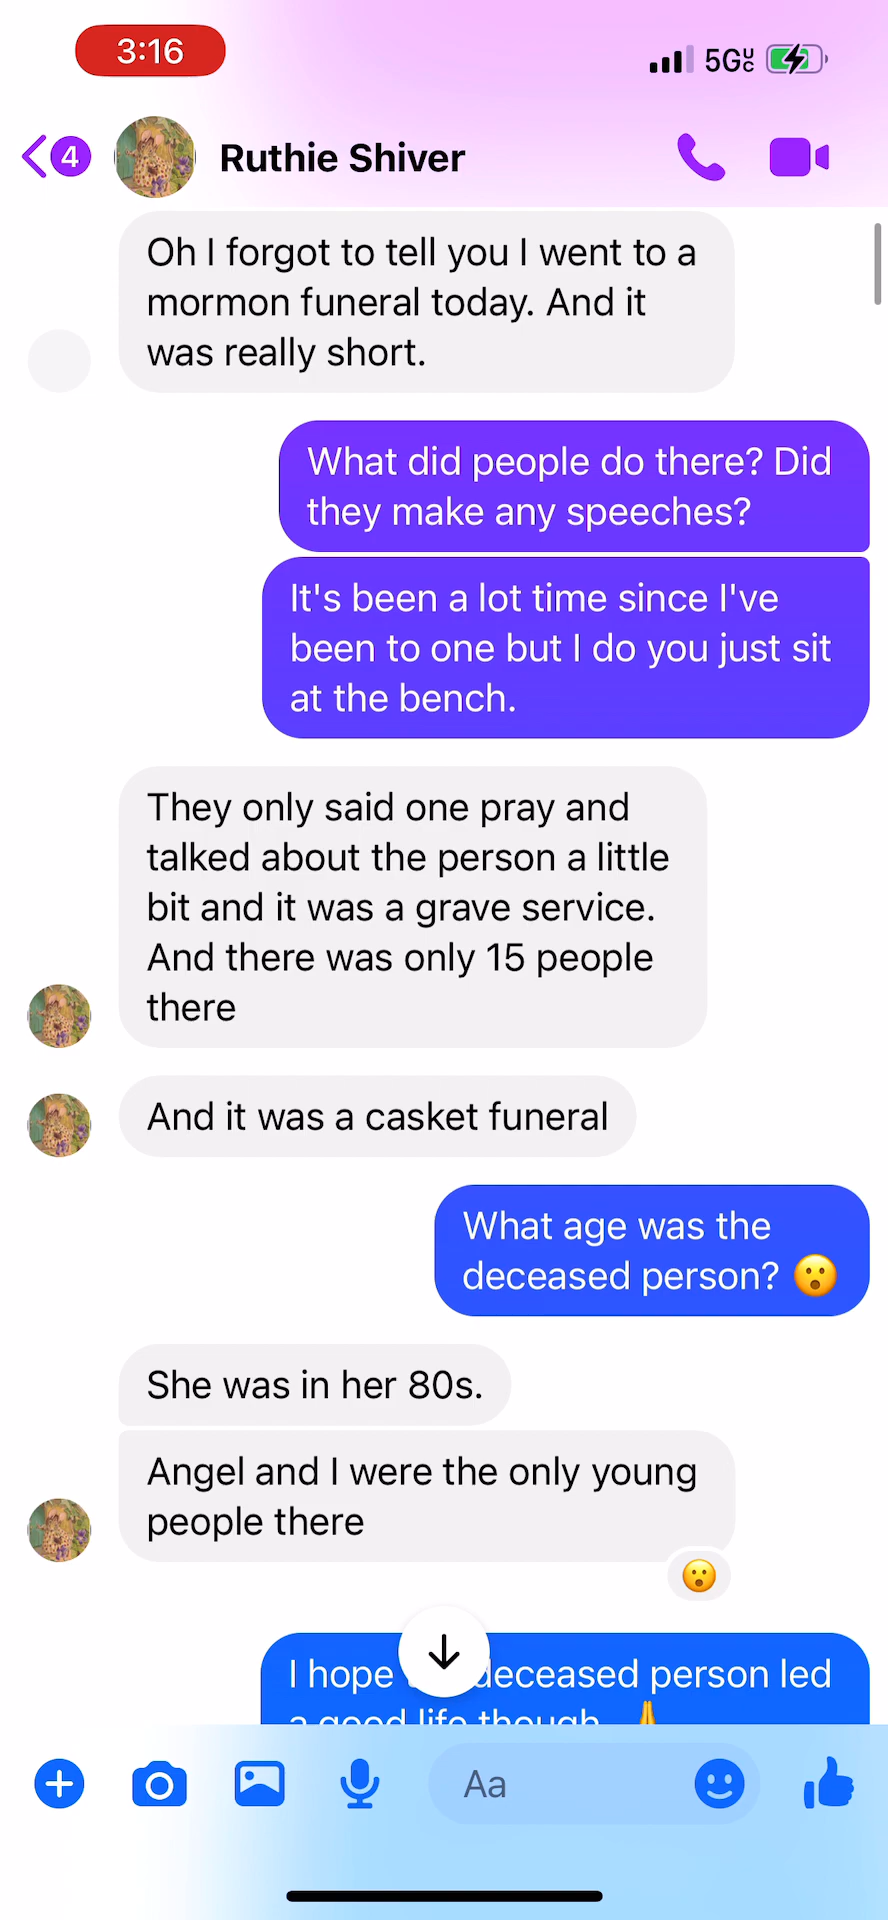 3:16
5GUC
4
Ruthie Shiver
Oh I forgot to tell you I went to a
mormon funeral today. And it
was really short.
What did people do there? Did
they make any speeches?
It's been a lot time since I've
been to one but I do you just sit
at the bench.
They only said one pray and
talked about the person a little
bit and it was a grave service.
And there was only 15 people
there
And it was a casket funeral
What age was the
deceased person? 😮
She was in her 80s.
Angel and I were the only young
people there
😮
I hope deceased person led
a good life though. 🙏
Aa